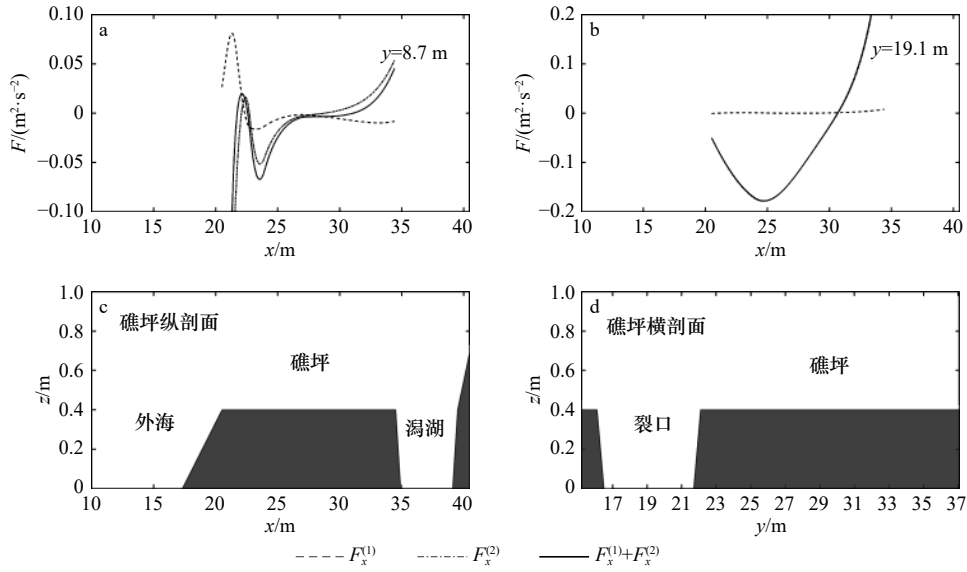 a
y=8.7 m
F/(m²·s⁻²)
0.10
0.05
0
−0.05
−0.10
10 15 20 25 30 35 40
x/m
b
y=19.1 m
F/(m²·s⁻²)
0.2
0.1
0
−0.1
−0.2
10 15 20 25 30 35 40
x/m
c
礁坪纵剖面
礁坪
外海
潟湖
z/m
1.0
0.8
0.6
0.4
0.2
0
10 15 20 25 30 35 40
x/m
d
礁坪横剖面
礁坪
裂口
z/m
1.0
0.8
0.6
0.4
0.2
0
17 19 21 23 25 27 29 31 33 35 37
y/m
Fₓ⁽¹⁾ Fₓ⁽²⁾ Fₓ⁽¹⁾+Fₓ⁽²⁾